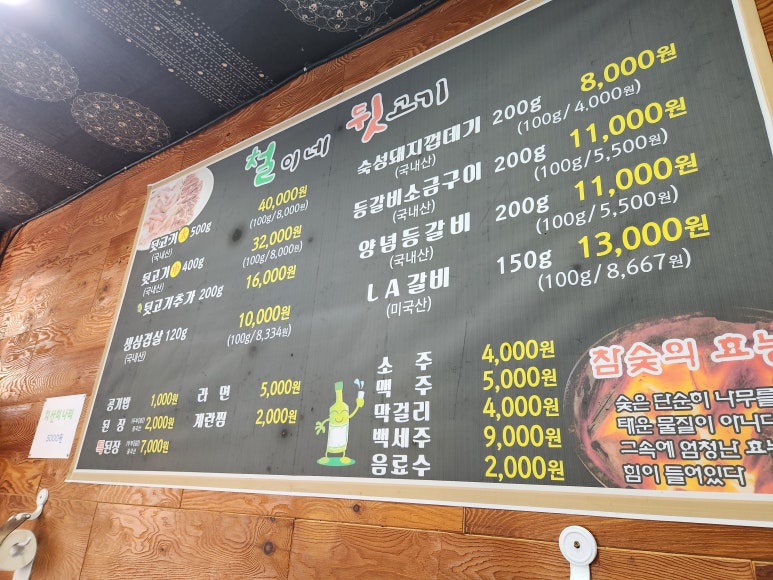 철이네 뒷고기
뒷고기 대 500g 40,000원
(국내산) (100g/8,000원)
뒷고기 소 400g 32,000원
(국내산) (100g/8,000원)
뒷고기추가 200g 16,000원
생삼겹살 120g 10,000원
(국내산) (100g/8,334원)
공기밥 1,000원 라면 5,000원
된장 2,000원 계란찜 2,000원
특된장 7,000원
숙성돼지껍데기 200g 8,000원
(국내산) (100g/4,000원)
등갈비소금구이 200g 11,000원
(국내산) (100g/5,500원)
양념등갈비 200g 11,000원
(국내산) (100g/5,500원)
LA갈비 150g 13,000원
(미국산) (100g/8,667원)
소주 4,000원
맥주 5,000원
막걸리 4,000원
백세주 9,000원
음료수 2,000원
참숯의 효능
숯은 단순히 나무를
태운 물질이 아니다
그속에 엄청난 효능
힘이 들어있다
5000원